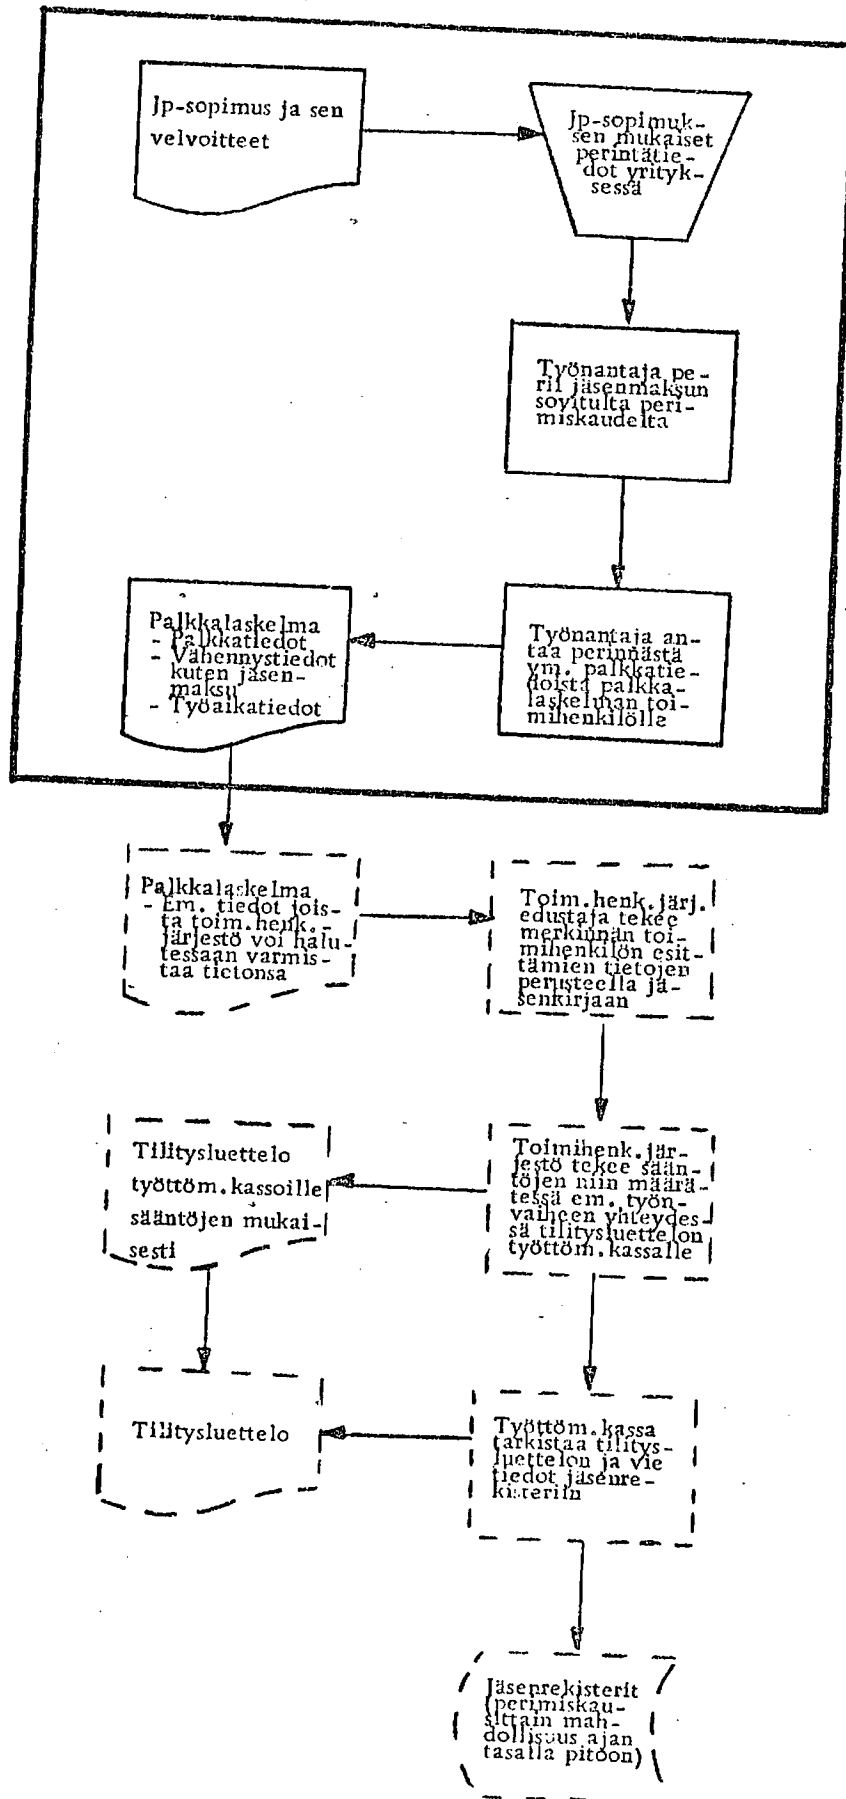 Jp-sopimus ja sen
velvoitteet
Jp-sopimuk-
sen mukaiset
perintätie-
dot yrityk-
sessä
Työnantaja pe-
rii jäsenmaksun
sovitulta peri-
miskaudelta
Palkkalaskelma
- Palkkatiedot
- Vähennystiedot
kuten jäsen-
maksu
- Työaikatiedot
Työnantaja an-
taa perinnästä
ym. palkkatie-
doista palkka-
laskelman toi-
mihenkilölle
Palkkalaskelma
- Em. tiedot jois-
ta toim.henk.-
järjestö voi halu-
tessaan varmis-
taa tietonsa
Toim.henk.järj.
edustaja tekee
merkinnän toi-
mihenkilön esit-
tämien tietojen
perusteella jä-
senkirjaan
Tilitysluettelo
työttöm.kassoille
sääntöjen mukai-
sesti
Toimihenk.jär-
jestö tekee sään-
töjen niin määrä-
tessä em. työn-
vaiheen yhteydes-
sä tilitysluettelon
työttöm.kassalle
Tilitysluettelo
Työttöm.kassa
tarkistaa tilitys-
luettelon ja vie
tiedot jäsenre-
kisteriin
Jäsenrekisterit
(perimiskau-
sittain mah-
dollisuus ajan
tasalla pitoon)